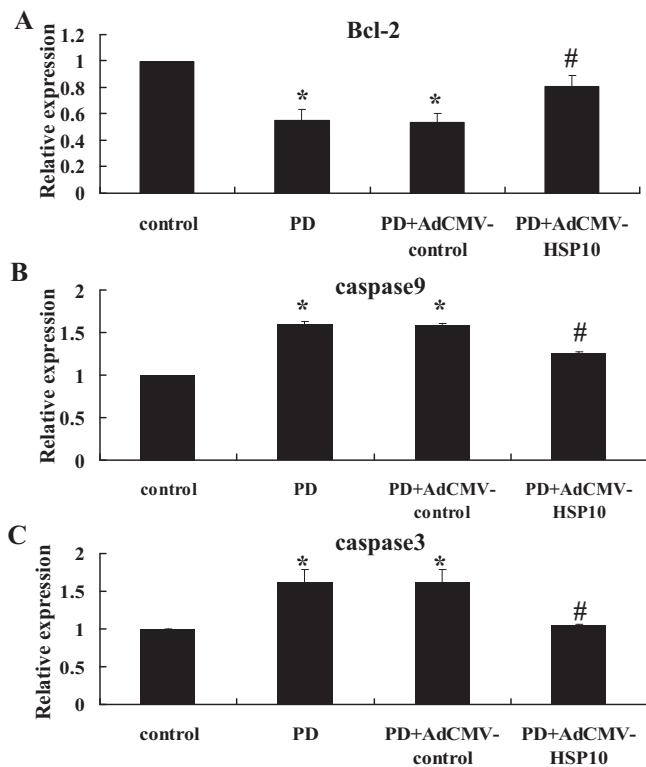 A
Bcl-2
Relative expression
1.2
1
0.8
0.6
0.4
0.2
0
*
*
#
control
PD
PD+AdCMV-
control
PD+AdCMV-
HSP10
B
caspase9
Relative expression
2
1.5
1
0.5
0
*
*
#
control
PD
PD+AdCMV-
control
PD+AdCMV-
HSP10
C
caspase3
Relative expression
2
1.5
1
0.5
0
*
*
#
control
PD
PD+AdCMV-
control
PD+AdCMV-
HSP10